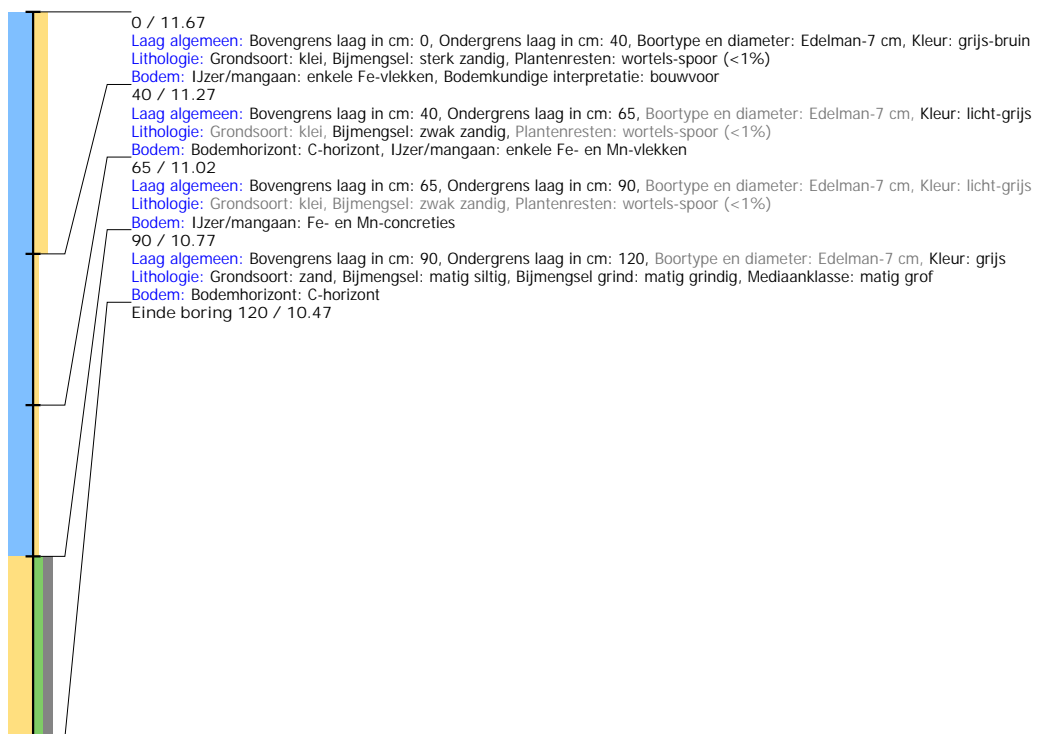 0 / 11.67
Laag algemeen: Bovengrens laag in cm: 0, Ondergrens laag in cm: 40, Boortype en diameter: Edelman-7 cm, Kleur: grijs-bruin
Lithologie: Grondsoort: klei, Bijmengsel: sterk zandig, Plantenresten: wortels-spoor (<1%)
Bodem: IJzer/mangaan: enkele Fe-vlekken, Bodemkundige interpretatie: bouwvoor
40 / 11.27
Laag algemeen: Bovengrens laag in cm: 40, Ondergrens laag in cm: 65, Boortype en diameter: Edelman-7 cm, Kleur: licht-grijs
Lithologie: Grondsoort: klei, Bijmengsel: zwak zandig, Plantenresten: wortels-spoor (<1%)
Bodem: Bodemhorizont: C-horizont, IJzer/mangaan: enkele Fe- en Mn-vlekken
65 / 11.02
Laag algemeen: Bovengrens laag in cm: 65, Ondergrens laag in cm: 90, Boortype en diameter: Edelman-7 cm, Kleur: licht-grijs
Lithologie: Grondsoort: klei, Bijmengsel: zwak zandig, Plantenresten: wortels-spoor (<1%)
Bodem: IJzer/mangaan: Fe- en Mn-concreties
90 / 10.77
Laag algemeen: Bovengrens laag in cm: 90, Ondergrens laag in cm: 120, Boortype en diameter: Edelman-7 cm, Kleur: grijs
Lithologie: Grondsoort: zand, Bijmengsel: matig siltig, Bijmengsel grind: matig grindig, Mediaanklasse: matig grof
Bodem: Bodemhorizont: C-horizont
Einde boring 120 / 10.47